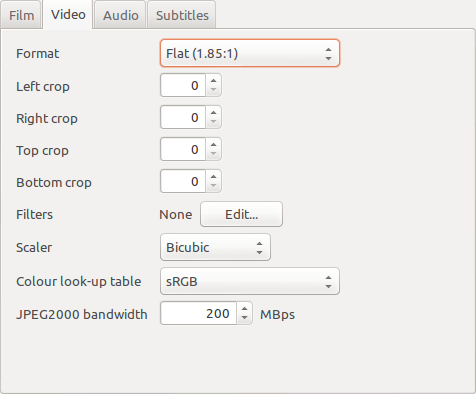 Film Video Audio Subtitles
Format Flat (1.85:1)
Left crop 0
Right crop 0
Top crop 0
Bottom crop 0
Filters None Edit...
Scaler Bicubic
Colour look-up table sRGB
JPEG2000 bandwidth 200 MBps